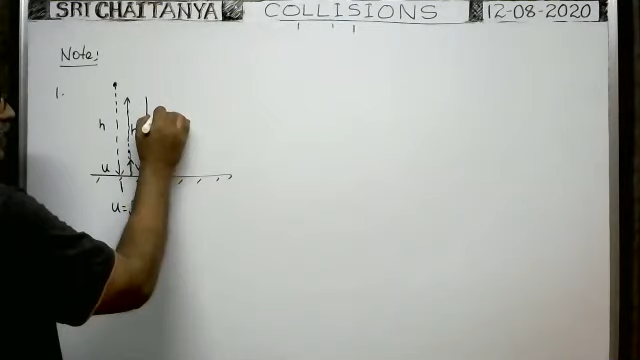 SRI CHAITANYA COLLISIONS 12-08-2020
Note:
1.
h h
u
u=